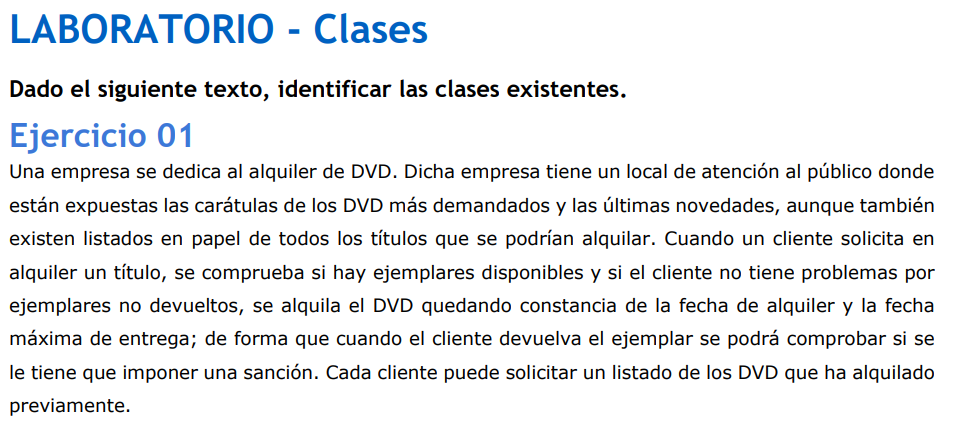 LABORATORIO - Clases
Dado el siguiente texto, identificar las clases existentes.
Ejercicio 01
Una empresa se dedica al alquiler de DVD. Dicha empresa tiene un local de atención al público donde
están expuestas las carátulas de los DVD más demandados y las últimas novedades, aunque también
existen listados en papel de todos los títulos que se podrían alquilar. Cuando un cliente solicita en
alquiler un título, se comprueba si hay ejemplares disponibles y si el cliente no tiene problemas por
ejemplares no devueltos, se alquila el DVD quedando constancia de la fecha de alquiler y la fecha
máxima de entrega; de forma que cuando el cliente devuelva el ejemplar se podrá comprobar si se
le tiene que imponer una sanción. Cada cliente puede solicitar un listado de los DVD que ha alquilado
previamente.